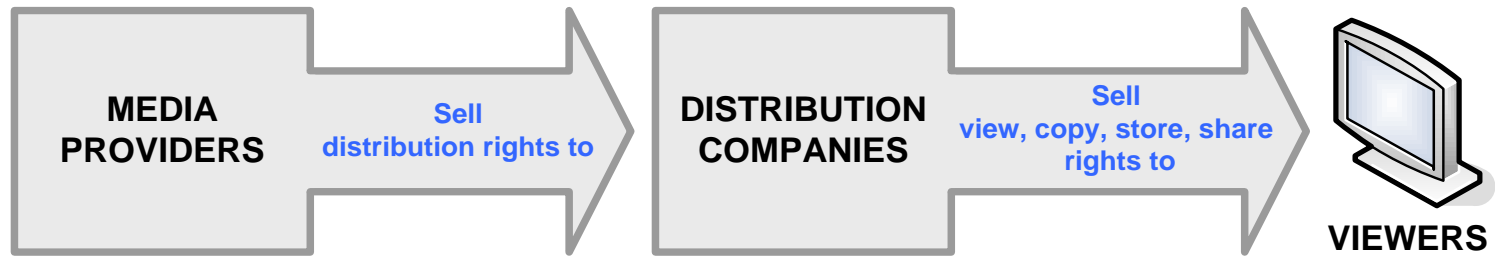 MEDIA
PROVIDERS
Sell
distribution rights to
DISTRIBUTION
COMPANIES
Sell
view, copy, store, share
rights to
VIEWERS